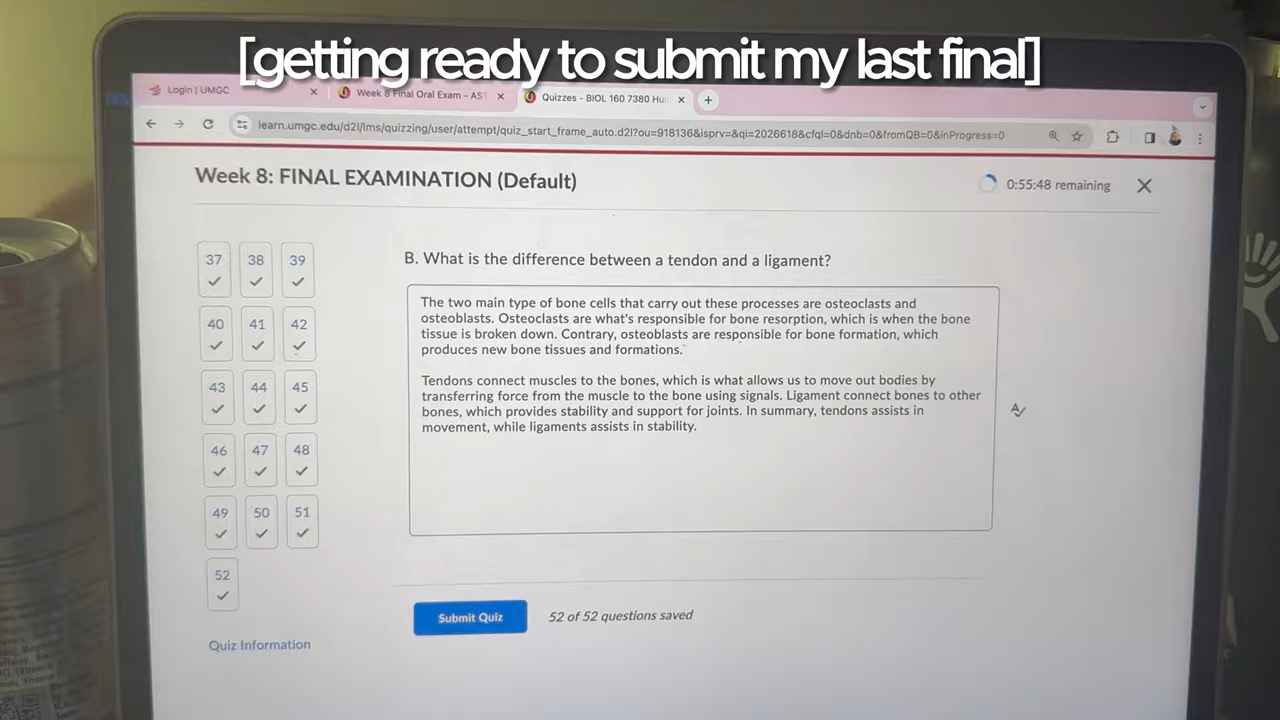 [getting ready to submit my last final]
Login | UMGC
Week 8 Final Oral Exam - AST
Quizzes - BIOL 160 7380 Hu
learn.umgc.edu/d2l/lms/quizzing/user/attempt/quiz_start_frame_auto.d2l?ou=918136&isprv=&qi=2026618&cfql=0&dnb=0&fromQB=0&inProgress=0
Week 8: FINAL EXAMINATION (Default)
0:55:48 remaining
37 38 39
40 41 42
43 44 45
46 47 48
49 50 51
52
Quiz Information
B. What is the difference between a tendon and a ligament?
The two main type of bone cells that carry out these processes are osteoclasts and
osteoblasts. Osteoclasts are what's responsible for bone resorption, which is when the bone
tissue is broken down. Contrary, osteoblasts are responsible for bone formation, which
produces new bone tissues and formations.
Tendons connect muscles to the bones, which is what allows us to move out bodies by
transferring force from the muscle to the bone using signals. Ligament connect bones to other
bones, which provides stability and support for joints. In summary, tendons assists in
movement, while ligaments assists in stability.
Submit Quiz
52 of 52 questions saved